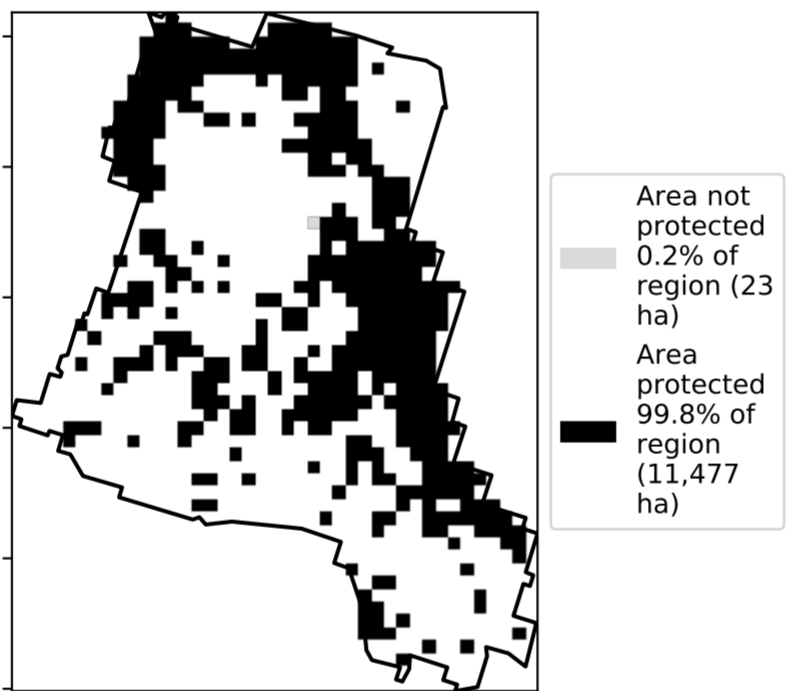 Area not
protected
0.2% of
region (23
ha)
Area
protected
99.8% of
region
(11,477
ha)